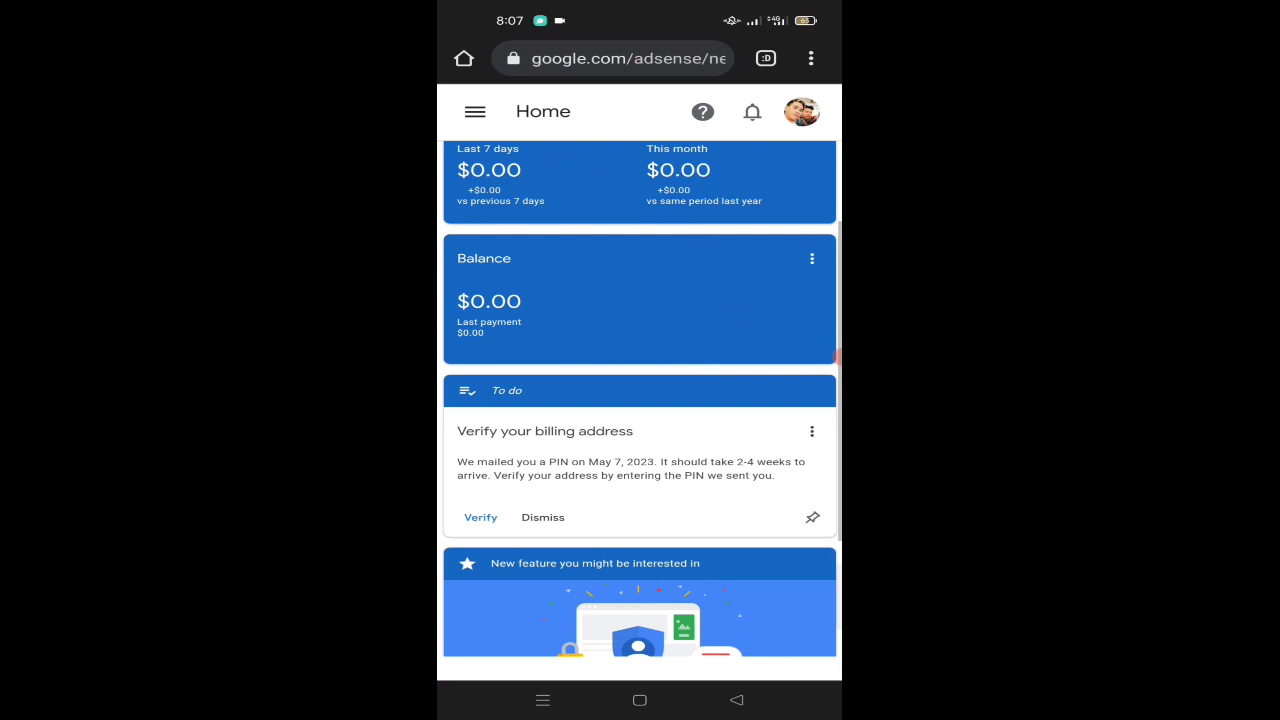 8:07
4G
63
google.com/adsense/ne
:D
Home
Last 7 days
This month
$0.00
$0.00
+$0.00
+$0.00
vs previous 7 days
vs same period last year
Balance
$0.00
Last payment
$0.00
To do
Verify your billing address
We mailed you a PIN on May 7, 2023. It should take 2-4 weeks to
arrive. Verify your address by entering the PIN we sent you.
Verify
Dismiss
New feature you might be interested in